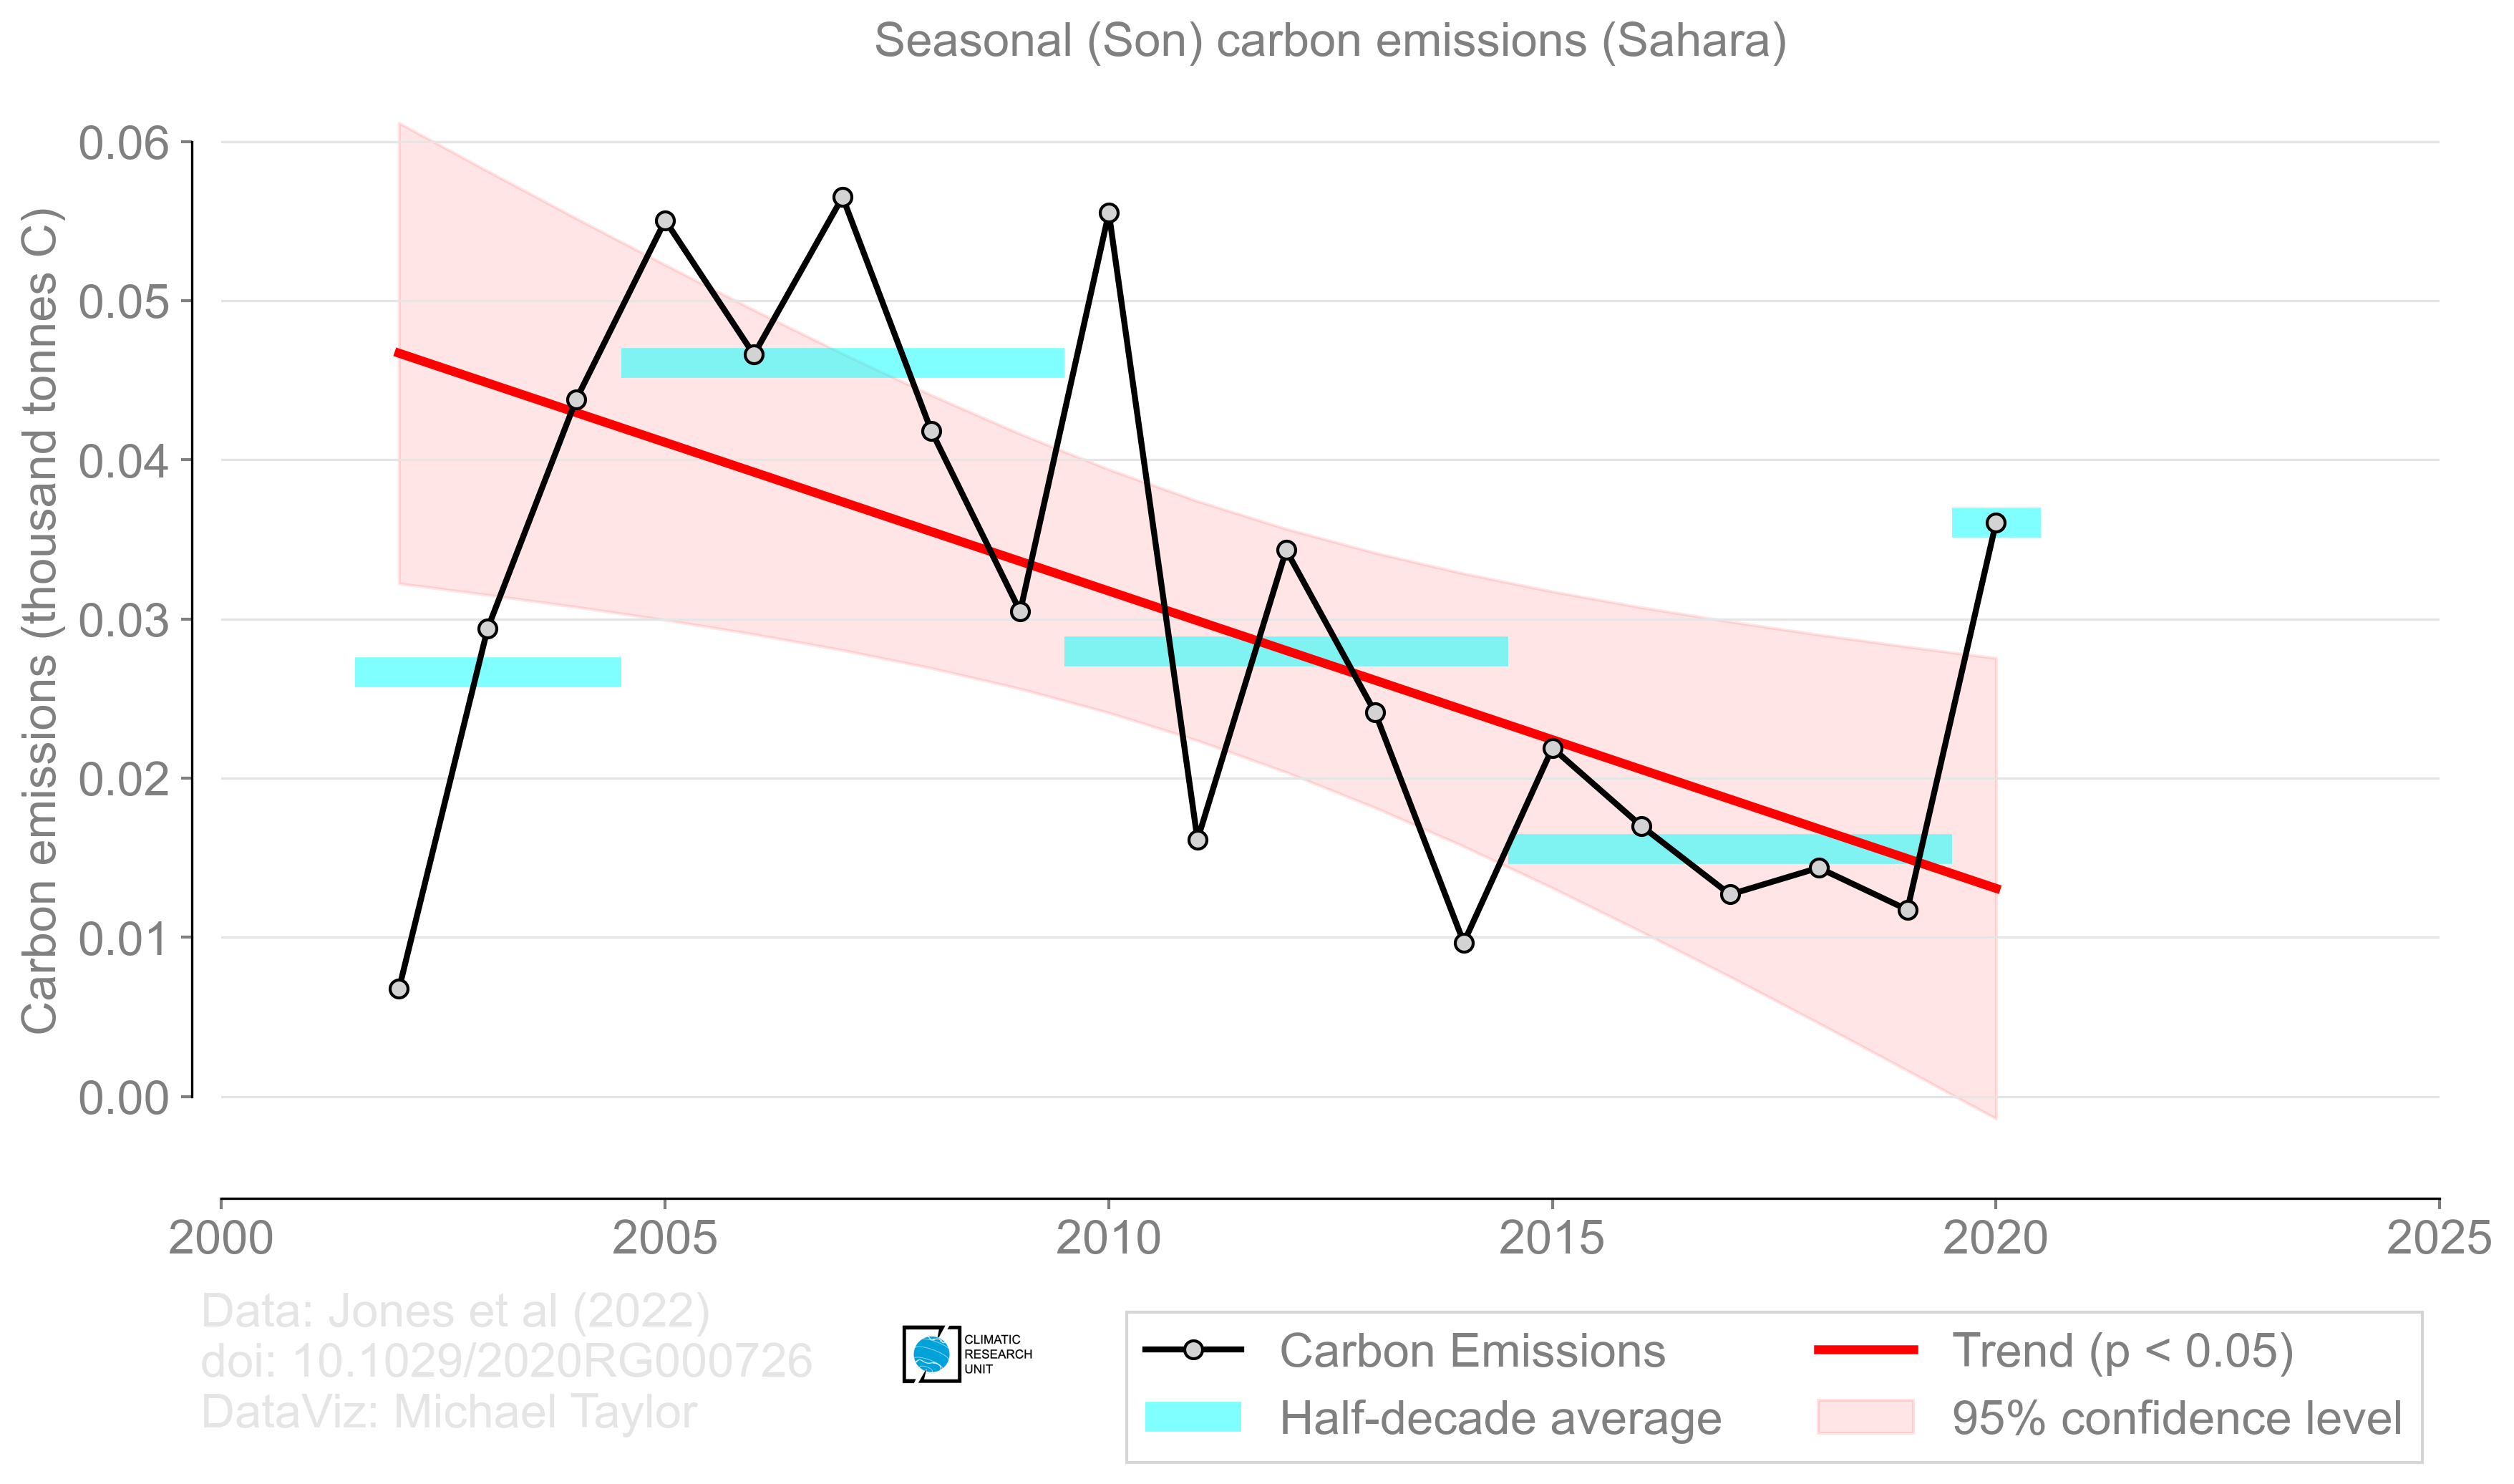 Seasonal (Son) carbon emissions (Sahara)
Carbon emissions (thousand tonnes C)
0.06
0.05
0.04
0.03
0.02
0.01
0.00
2000 2005 2010 2015 2020 2025
Data: Jones et al (2022)
doi: 10.1029/2020RG000726
DataViz: Michael Taylor
CLIMATIC
RESEARCH
UNIT
Carbon Emissions
Half-decade average
Trend (p < 0.05)
95% confidence level